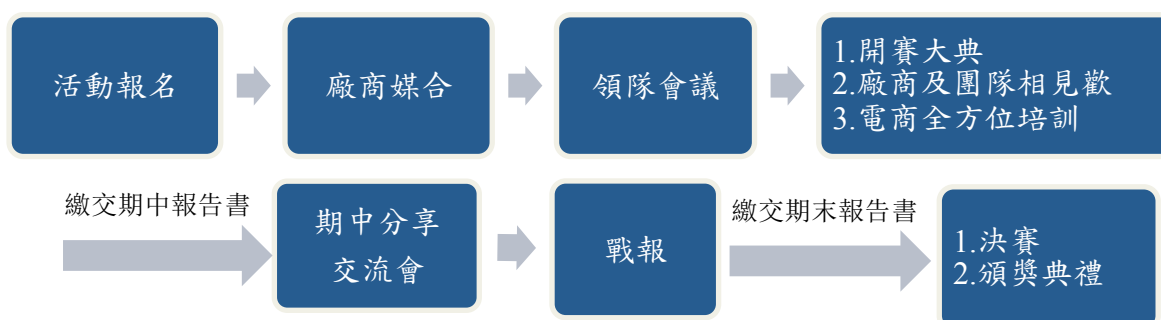 活動報名
廠商媒合
領隊會議
1.開賽大典
2.廠商及團隊相見歡
3.電商全方位培訓
繳交期中報告書
期中分享
交流會
戰報
繳交期末報告書
1.決賽
2.頒獎典禮